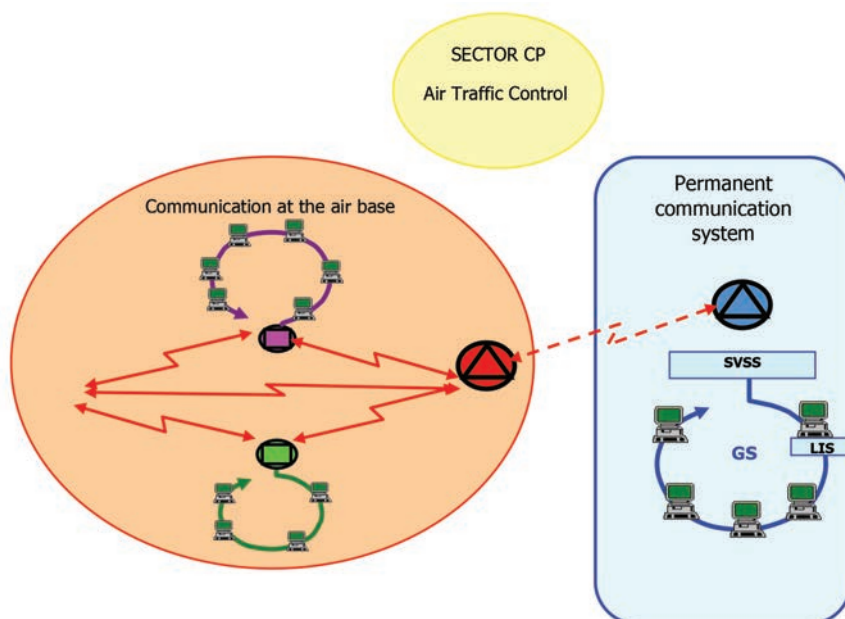 SECTOR CP
Air Traffic Control
Communication at the air base
Permanent
communication
system
SVSS
LIS
GS